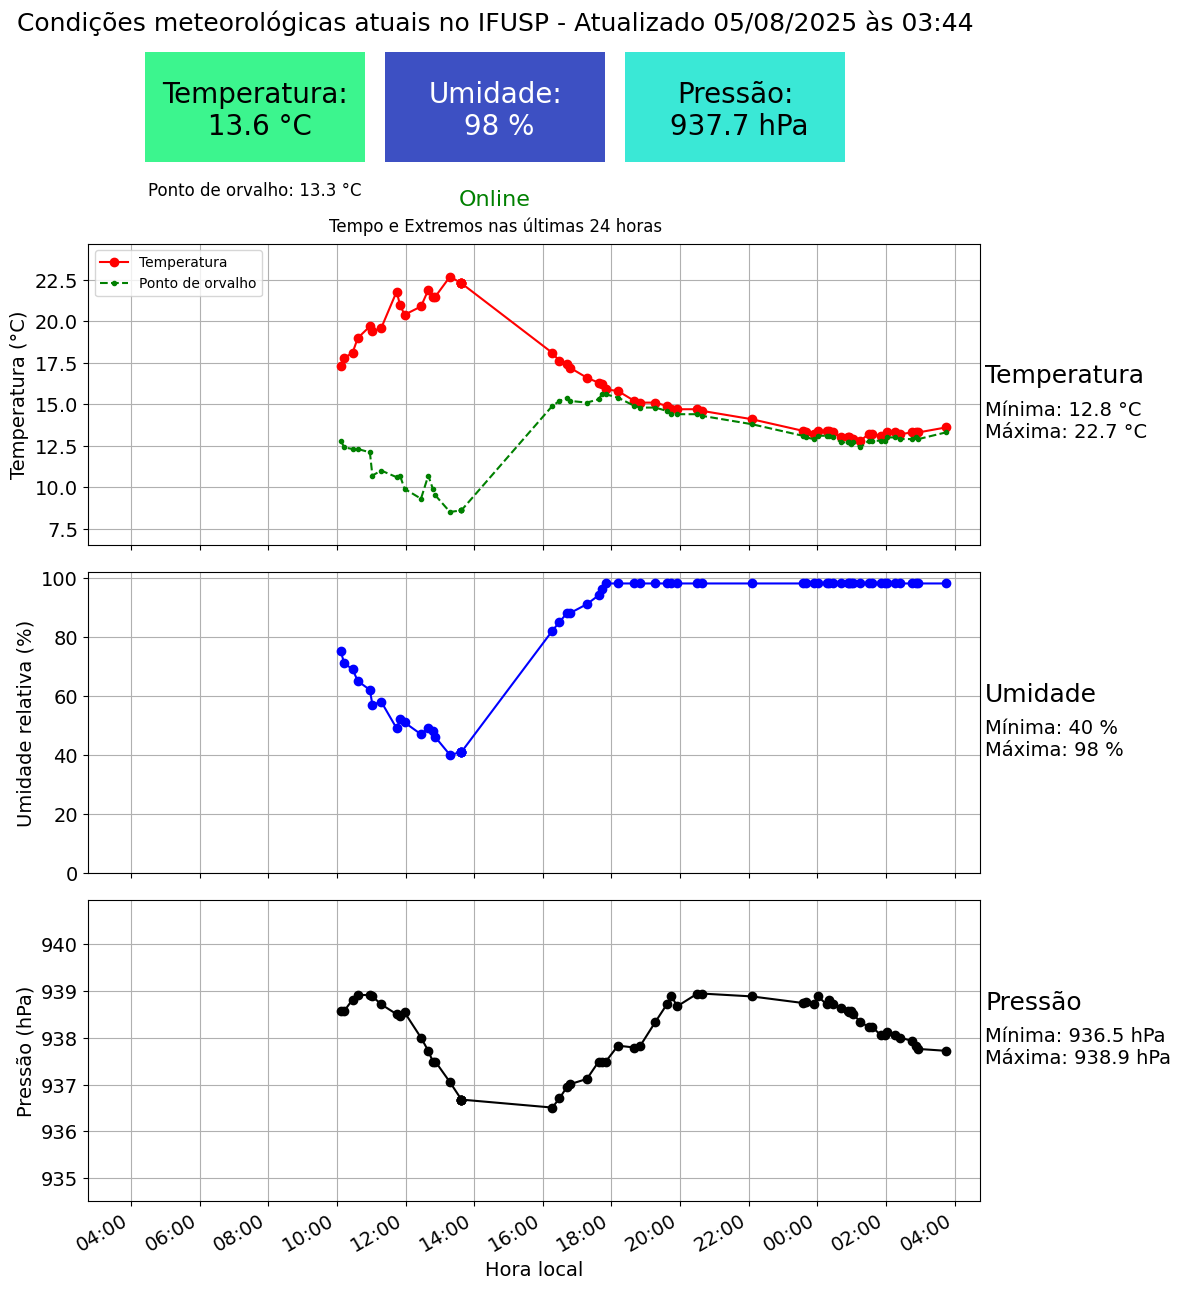 Condições meteorológicas atuais no IFUSP - Atualizado 05/08/2025 às 03:44
Temperatura:
13.6 °C
Umidade:
98 %
Pressão:
937.7 hPa
Ponto de orvalho: 13.3 °C
Online
Tempo e Extremos nas últimas 24 horas
Temperatura
Ponto de orvalho
Temperatura (°C)
22.5
20.0
17.5
15.0
12.5
10.0
7.5
Temperatura
Mínima: 12.8 °C
Máxima: 22.7 °C
Umidade relativa (%)
100
80
60
40
20
0
Umidade
Mínima: 40 %
Máxima: 98 %
Pressão (hPa)
940
939
938
937
936
935
Pressão
Mínima: 936.5 hPa
Máxima: 938.9 hPa
04:00 06:00 08:00 10:00 12:00 14:00 16:00 18:00 20:00 22:00 00:00 02:00 04:00
Hora local